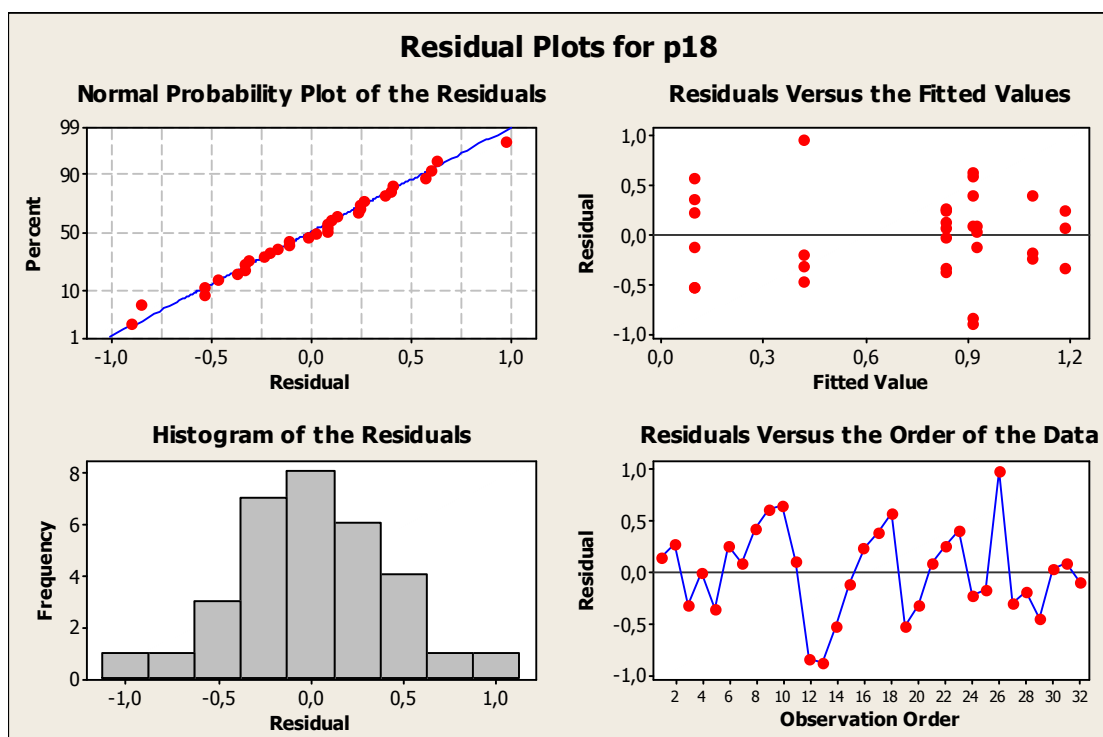 Residual Plots for p18
Normal Probability Plot of the Residuals
99
90
50
10
1
Percent
-1,0 -0,5 0,0 0,5 1,0
Residual
Residuals Versus the Fitted Values
1,0
0,5
0,0
-0,5
-1,0
Residual
0,0 0,3 0,6 0,9 1,2
Fitted Value
Histogram of the Residuals
8
6
4
2
0
Frequency
-1,0 -0,5 0,0 0,5 1,0
Residual
Residuals Versus the Order of the Data
1,0
0,5
0,0
-0,5
-1,0
Residual
2 4 6 8 10 12 14 16 18 20 22 24 26 28 30 32
Observation Order